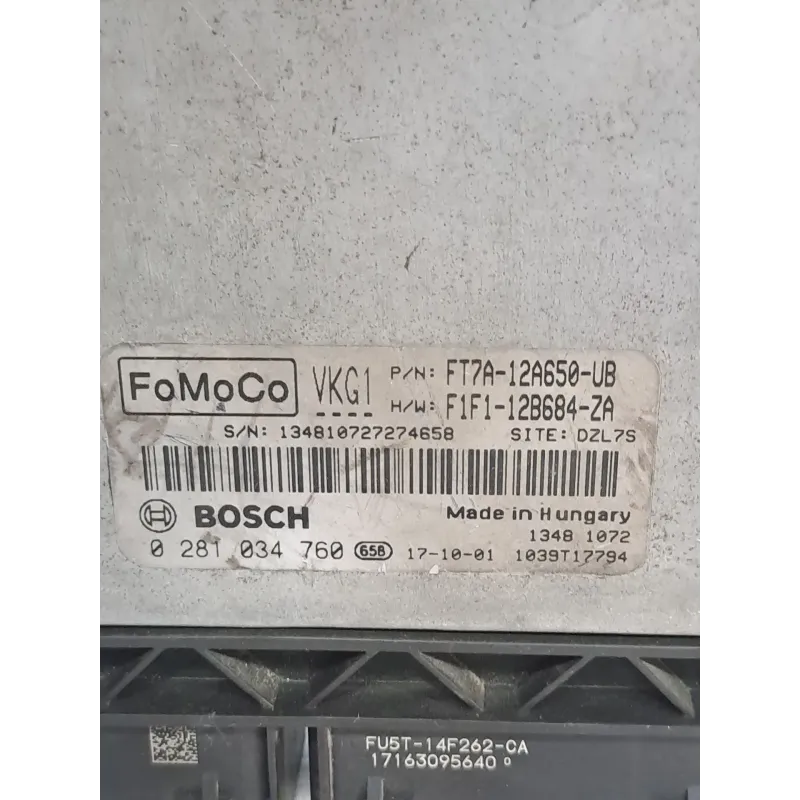 FoMoCo VKG1 P/N: FT7A-12A650-UB
H/W: F1F1-12B684-ZA
S/N: 134810727274658 SITE: DZL7S
BOSCH Made in Hungary
1348 1072
0 281 034 760 658 17-10-01 1039T17794
FU5T-14F262-CA
17163095640